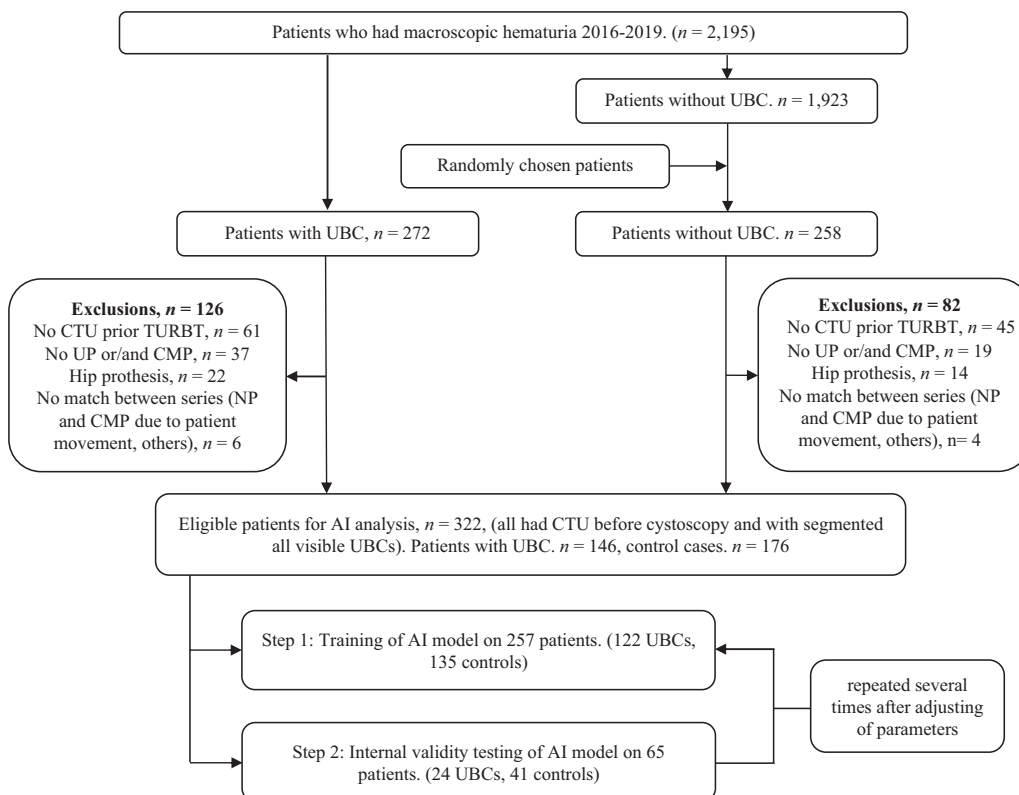 Patients who had macroscopic hematuria 2016-2019. (n = 2,195)
Patients without UBC. n = 1,923
Randomly chosen patients
Patients with UBC, n = 272
Patients without UBC. n = 258
Exclusions, n = 126
No CTU prior TURBT, n = 61
No UP or/and CMP, n = 37
Hip prothesis, n = 22
No match between series (NP
and CMP due to patient
movement, others), n = 6
Exclusions, n = 82
No CTU prior TURBT, n = 45
No UP or/and CMP, n = 19
Hip prothesis, n = 14
No match between series (NP
and CMP due to patient
movement, others), n= 4
Eligible patients for AI analysis, n = 322, (all had CTU before cystoscopy and with segmented
all visible UBCs). Patients with UBC. n = 146, control cases. n = 176
Step 1: Training of AI model on 257 patients. (122 UBCs,
135 controls)
repeated several
times after adjusting
of parameters
Step 2: Internal validity testing of AI model on 65
patients. (24 UBCs, 41 controls)